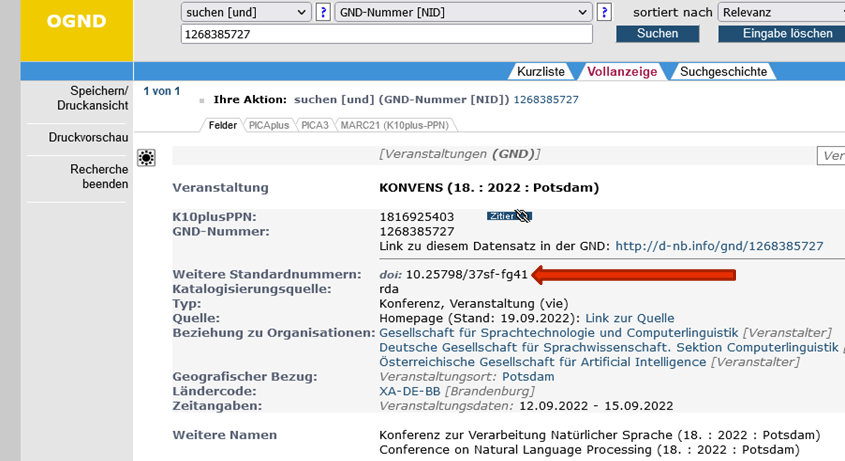 OGND
suchen [und] ? GND-Nummer [NID] ? sortiert nach Relevanz
1268385727 Suchen Eingabe löschen
Kurzliste Vollanzeige Suchgeschichte
Speichern/
Druckansicht
Druckvorschau
Recherche
beenden
1 von 1
Ihre Aktion: suchen [und] (GND-Nummer [NID]) 1268385727
Felder PICAplus PICA3 MARC21 (K10plus-PPN)
[Veranstaltungen (GND)]
Veranstaltung KONVENS (18. : 2022 : Potsdam)
K10plusPPN: 1816925403
GND-Nummer: 1268385727
Link zu diesem Datensatz in der GND: http://d-nb.info/gnd/1268385727
Weitere Standardnummern: doi: 10.25798/37sf-fg41
Katalogisierungsquelle: rda
Typ: Konferenz, Veranstaltung (vie)
Quelle: Homepage (Stand: 19.09.2022): Link zur Quelle
Beziehung zu Organisationen: Gesellschaft für Sprachtechnologie und Computerlinguistik [Veranstalter]
Deutsche Gesellschaft für Sprachwissenschaft. Sektion Computerlinguistik [
Österreichische Gesellschaft für Artificial Intelligence [Veranstalter]
Geografischer Bezug: Veranstaltungsort: Potsdam
Ländercode: XA-DE-BB [Brandenburg]
Zeitangaben: Veranstaltungsdaten: 12.09.2022 - 15.09.2022
Weitere Namen Konferenz zur Verarbeitung Natürlicher Sprache (18. : 2022 : Potsdam)
Conference on Natural Language Processing (18. : 2022 : Potsdam)